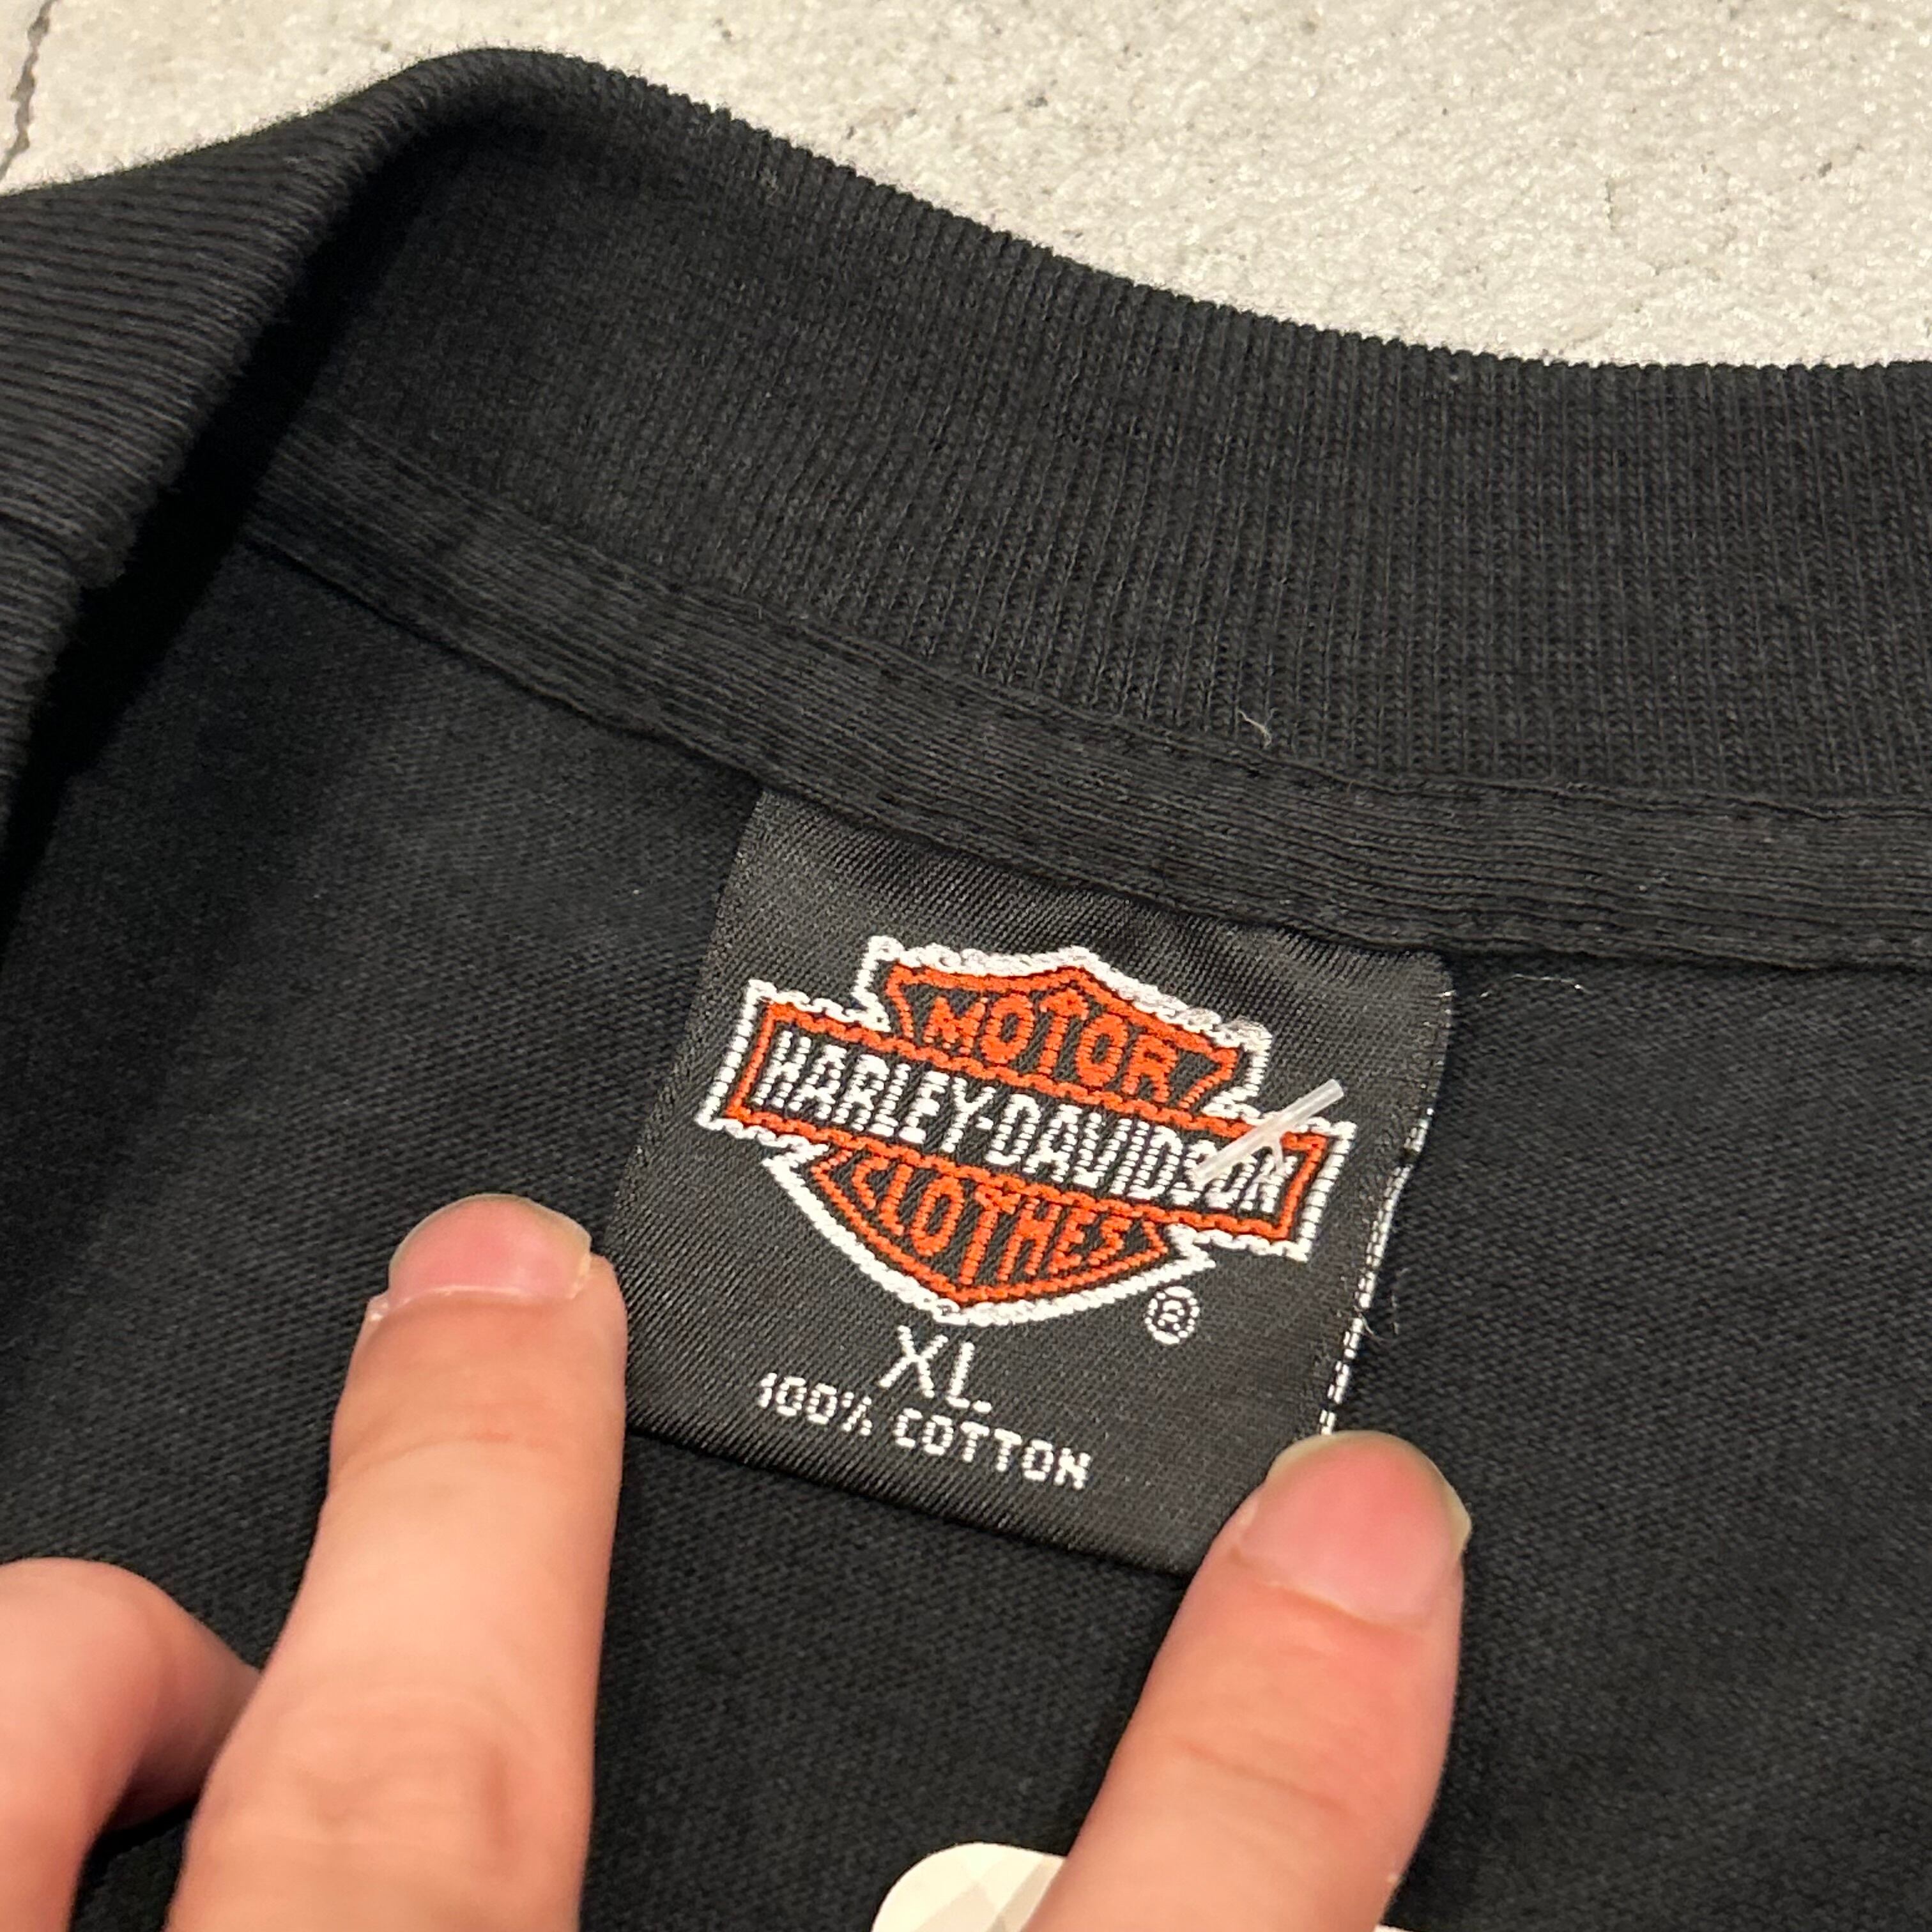 MOTOR
HARLEY-DAVIDSON
CLOTHES
®
XL
100% COTTON